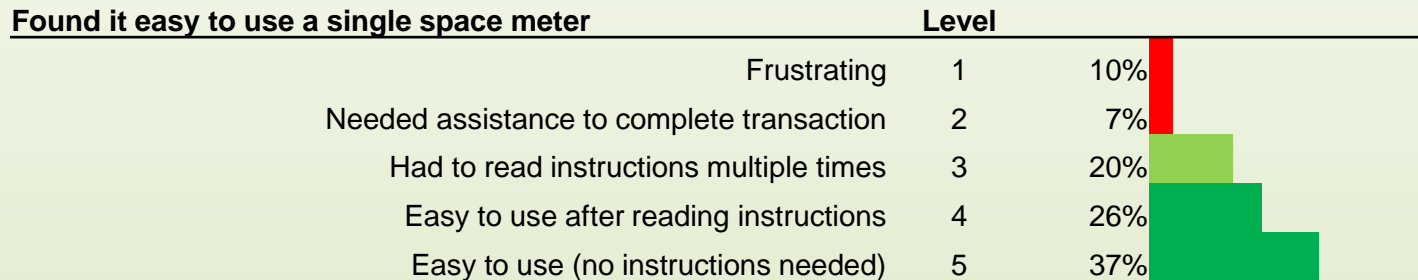 Found it easy to use a single space meter Level
Frustrating 1 10%
Needed assistance to complete transaction 2 7%
Had to read instructions multiple times 3 20%
Easy to use after reading instructions 4 26%
Easy to use (no instructions needed) 5 37%